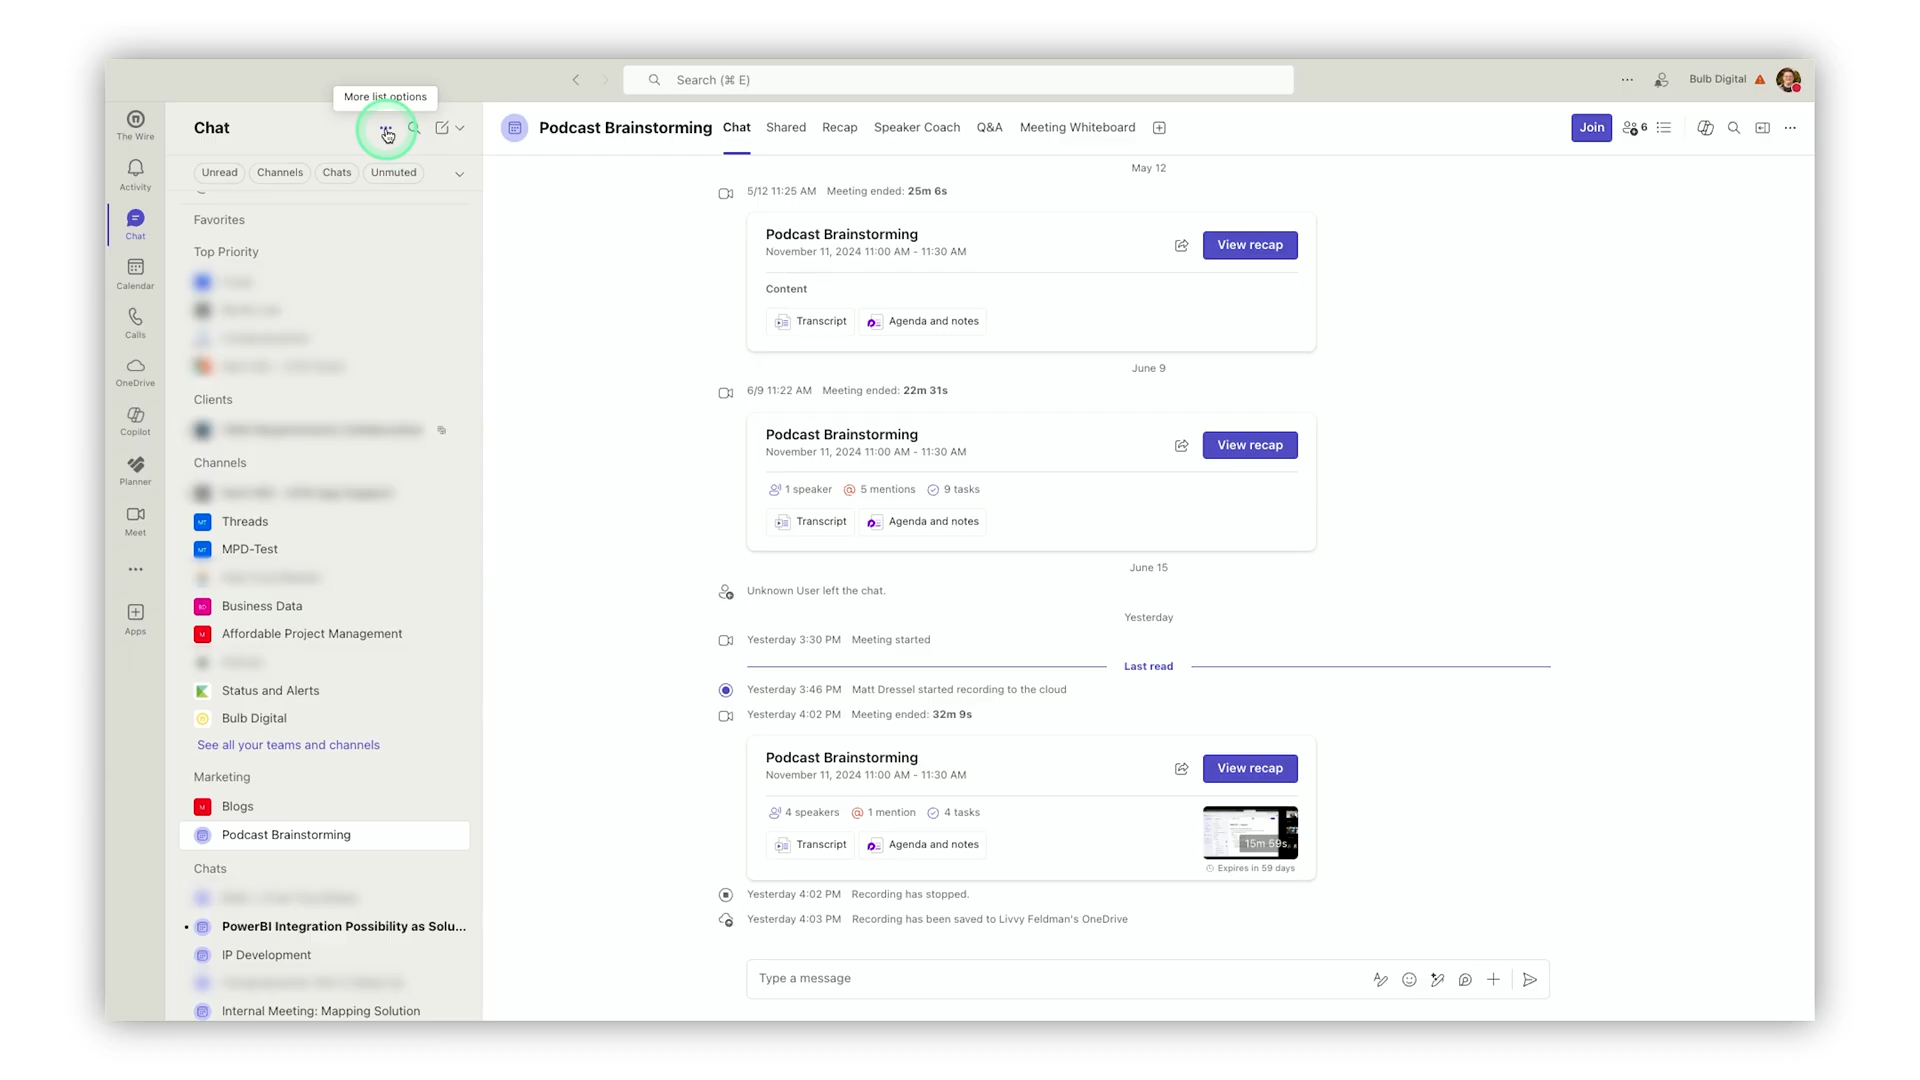 Search (⌘ E)
Bulb Digital
More list options
The Wire
Activity
Chat
Calendar
Calls
OneDrive
Copilot
Planner
Meet
Apps
Chat
Unread
Channels
Chats
Unmuted
Favorites
Top Priority
Clients
Channels
MT
Threads
MT
MPD-Test
BD
Business Data
M
Affordable Project Management
Status and Alerts
Bulb Digital
See all your teams and channels
Marketing
M
Blogs
Podcast Brainstorming
Chats
PowerBI Integration Possibility as Solu...
IP Development
Internal Meeting: Mapping Solution
Podcast Brainstorming
Chat
Shared
Recap
Speaker Coach
Q&A
Meeting Whiteboard
Join
6
May 12
5/12 11:25 AM Meeting ended: 25m 6s
Podcast Brainstorming
November 11, 2024 11:00 AM - 11:30 AM
View recap
Content
Transcript
Agenda and notes
June 9
6/9 11:22 AM Meeting ended: 22m 31s
Podcast Brainstorming
November 11, 2024 11:00 AM - 11:30 AM
View recap
1 speaker 5 mentions 9 tasks
Transcript
Agenda and notes
June 15
Unknown User left the chat.
Yesterday
Yesterday 3:30 PM Meeting started
Last read
Yesterday 3:46 PM Matt Dressel started recording to the cloud
Yesterday 4:02 PM Meeting ended: 32m 9s
Podcast Brainstorming
November 11, 2024 11:00 AM - 11:30 AM
View recap
4 speakers 1 mention 4 tasks
Transcript
Agenda and notes
15m 59s
Expires in 59 days
Yesterday 4:02 PM Recording has stopped.
Yesterday 4:03 PM Recording has been saved to Livvy Feldman's OneDrive
Type a message